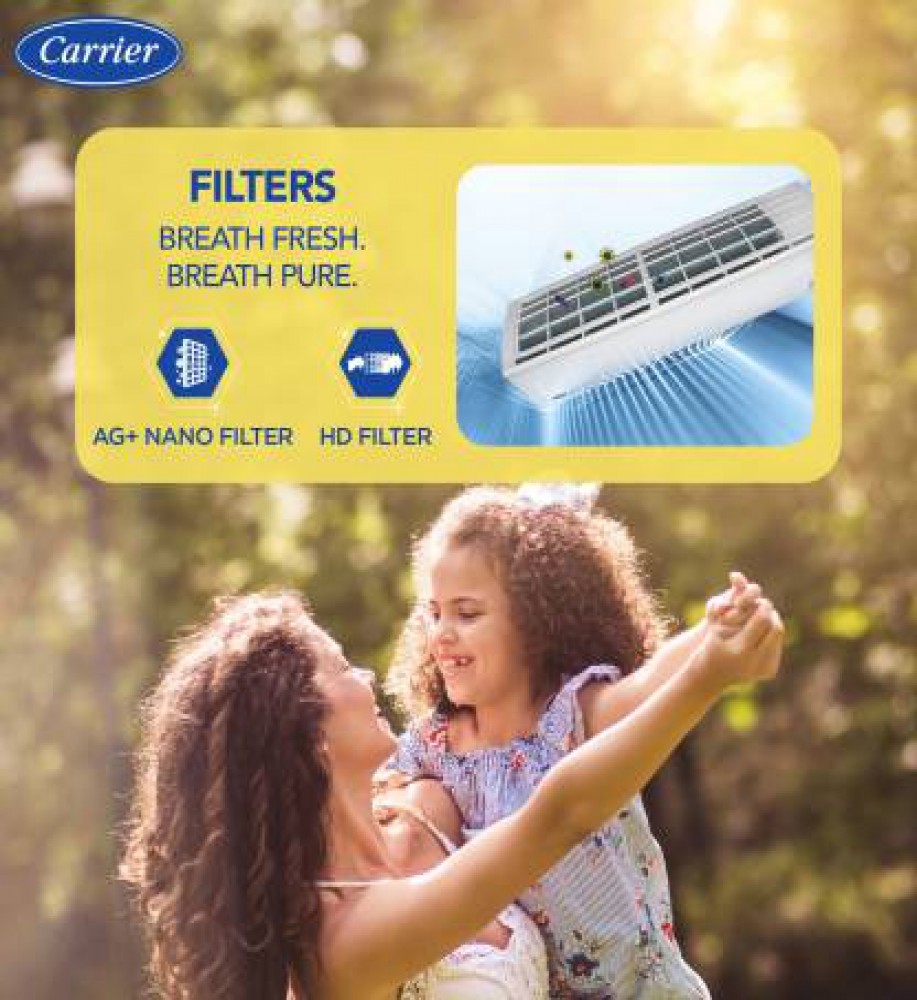 Carrier
FILTERS
BREATH FRESH.
BREATH PURE.
AG+ NANO FILTER
HD FILTER